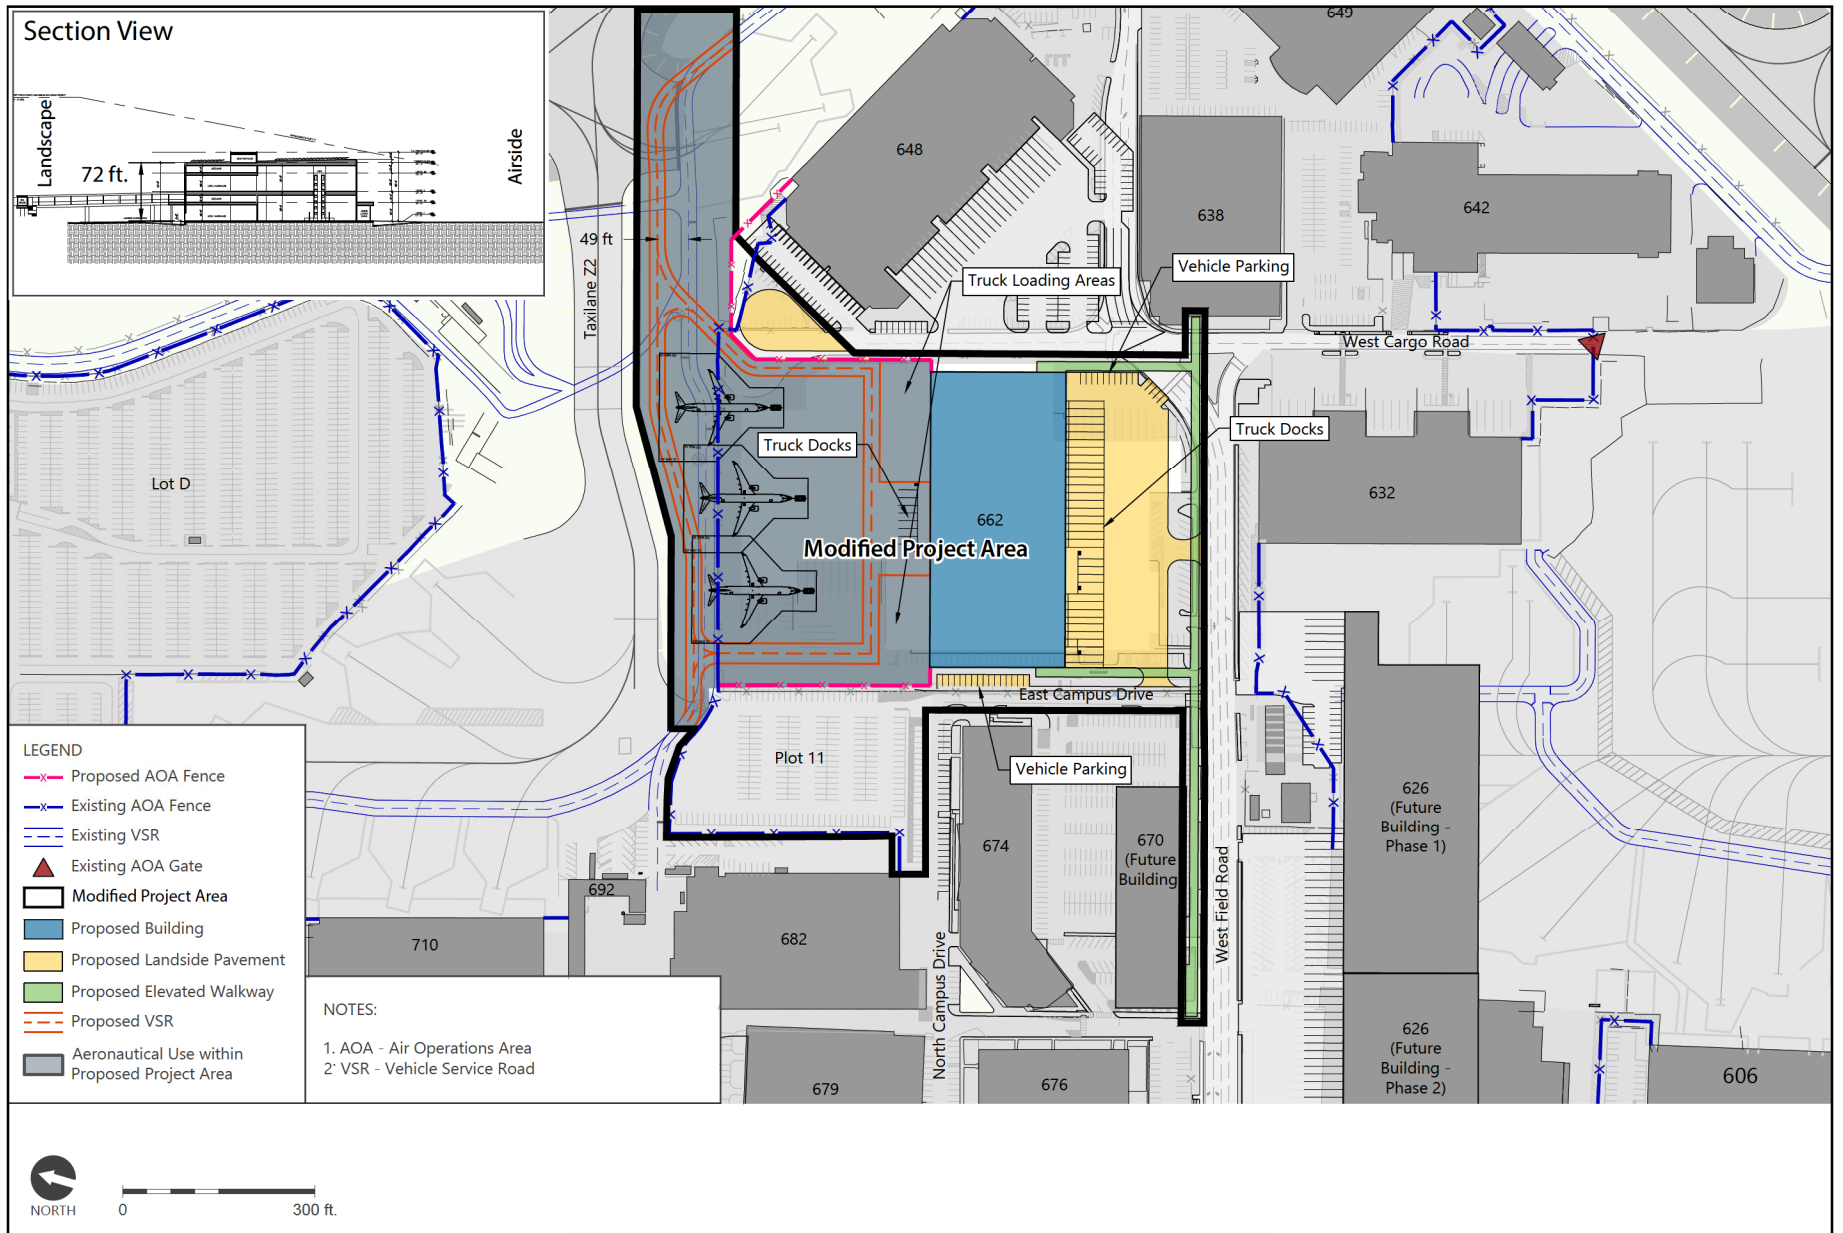 Section View
Landscape
72 ft.
Airside
649
648
638
642
49 ft
Taxilane Z2
Truck Loading Areas
Vehicle Parking
West Cargo Road
Truck Docks
Truck Docks
Lot D
632
662
Modified Project Area
East Campus Drive
Plot 11
Vehicle Parking
626
(Future
Building -
Phase 1)
674
670
(Future
Building)
West Field Road
692
710
682
North Campus Drive
626
(Future
Building -
Phase 2)
679
676
606
LEGEND
Proposed AOA Fence
Existing AOA Fence
Existing VSR
Existing AOA Gate
Modified Project Area
Proposed Building
Proposed Landside Pavement
Proposed Elevated Walkway
Proposed VSR
Aeronautical Use within
Proposed Project Area
NOTES:
1. AOA - Air Operations Area
2. VSR - Vehicle Service Road
NORTH
0
300 ft.